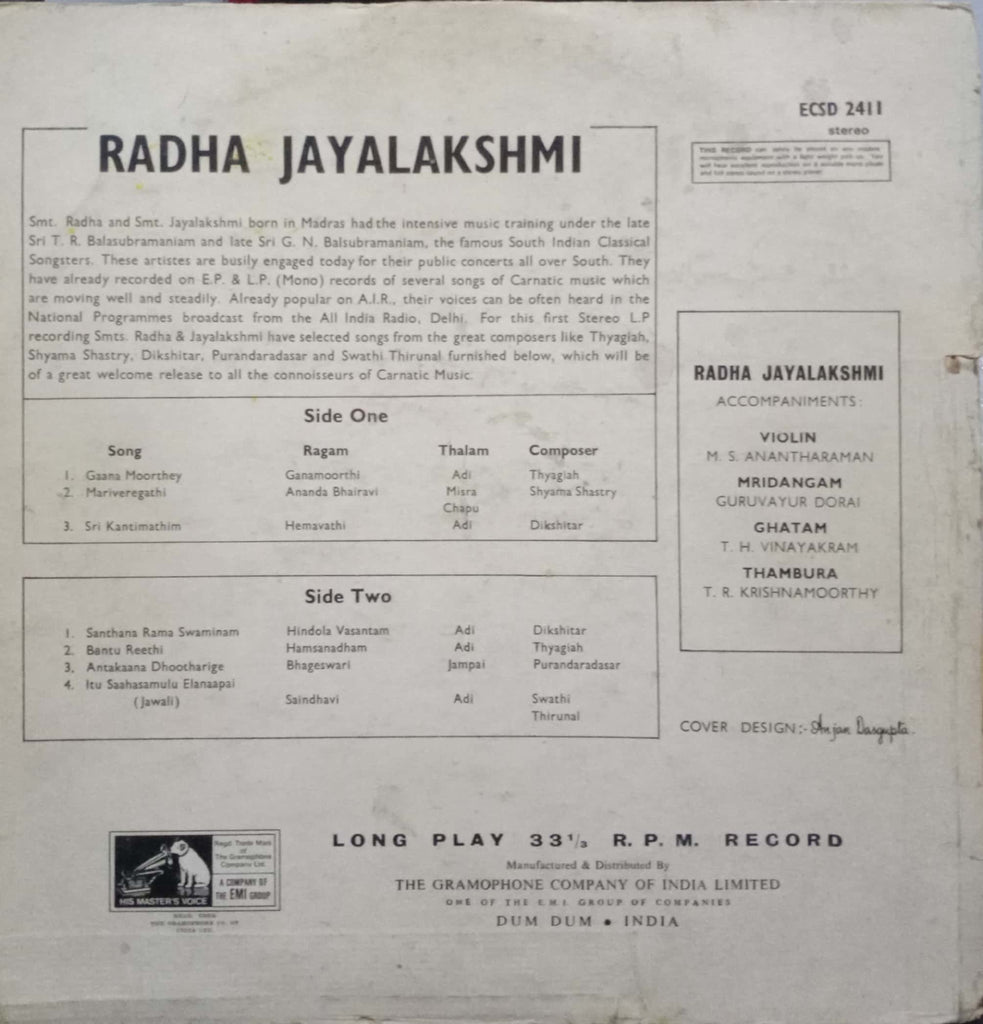 ECSD 2411
stereo
RADHA JAYALAKSHMI
Smt. Radha and Smt. Jayalakshmi born in Madras had the intensive music training under the late
Sri T. R. Balasubramaniam and late Sri G. N. Balsubramaniam, the famous South Indian Classical
Songsters. These artistes are busily engaged today for their public concerts all over South. They
have already recorded on E.P. & L.P. (Mono) records of several songs of Carnatic music which
are moving well and steadily. Already popular on A.I.R., their voices can be often heard in the
National Programmes broadcast from the All India Radio, Delhi. For this first Stereo L.P
recording Smts. Radha & Jayalakshmi have selected songs from the great composers like Thyagiah,
Shyama Shastry, Dikshitar, Purandaradasar and Swathi Thirunal furnished below, which will be
of a great welcome release to all the connoisseurs of Carnatic Music.
Side One
Song Ragam Thalam Composer
1. Gaana Moorthey Ganamoorthi Adi Thyagiah
2. Mariveregathi Ananda Bhairavi Misra Shyama Shastry
Chapu
3. Sri Kantimathim Hemavathi Adi Dikshitar
Side Two
1. Santhana Rama Swaminam Hindola Vasantam Adi Dikshitar
2. Bantu Reethi Hamsanadham Adi Thyagiah
3. Antakaana Dhootharige Bhageswari Jampai Purandaradasar
4. Itu Saahasamulu Elanaapai
(Jawali) Saindhavi Adi Swathi
Thirunal
RADHA JAYALAKSHMI
ACCOMPANIMENTS:
VIOLIN
M. S. ANANTHARAMAN
MRIDANGAM
GURUVAYUR DORAI
GHATAM
T. H. VINAYAKRAM
THAMBURA
T. R. KRISHNAMOORTHY
COVER DESIGN:- Anjan Dasgupta.
HIS MASTER'S VOICE
Regd. Trade Mark
of
The Gramophone
Company Ltd.
A COMPANY OF
THE EMI GROUP
LONG PLAY 33 1/3 R. P. M. RECORD
Manufactured & Distributed By
THE GRAMOPHONE COMPANY OF INDIA LIMITED
ONE OF THE E.M.I. GROUP OF COMPANIES
DUM DUM • INDIA